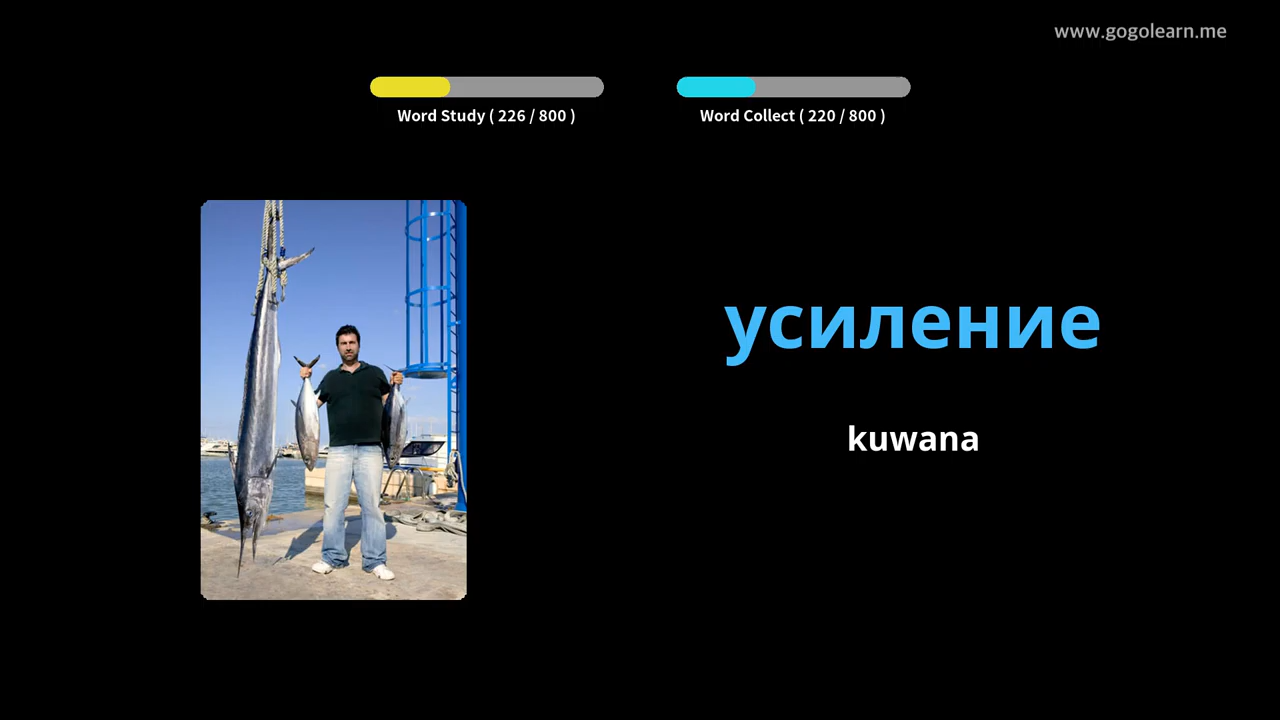 www.gogolearn.me
Word Study ( 226 / 800 )
Word Collect ( 220 / 800 )
усиление
kuwana